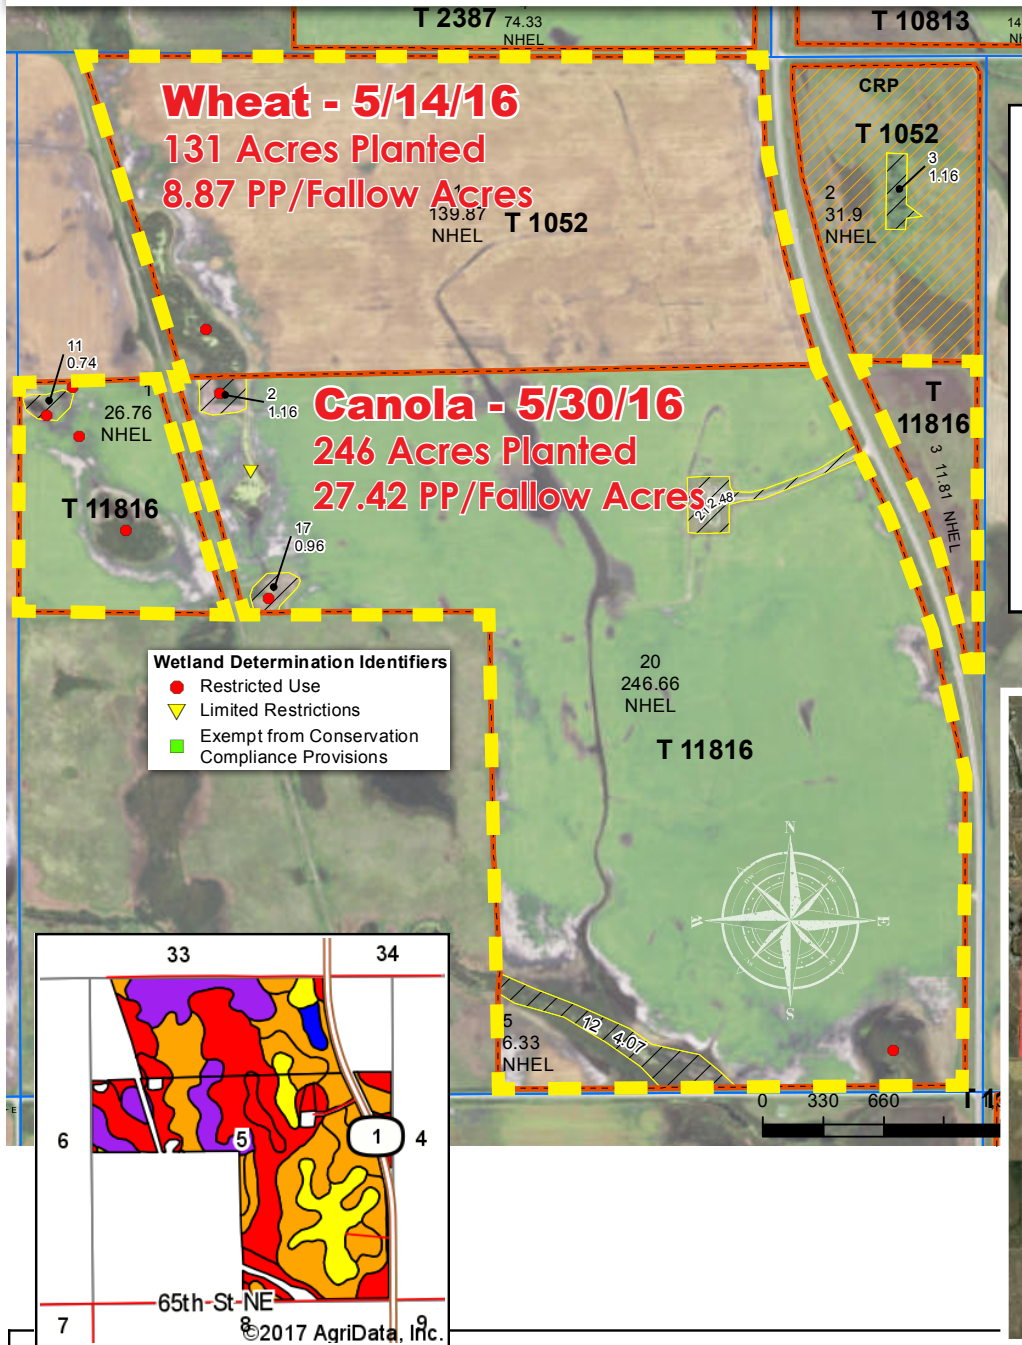 T 2387
74.33
NHEL
T 10813
CRP
T 1052
3
1.16
2
31.9
NHEL
Wheat - 5/14/16
131 Acres Planted
8.87 PP/Fallow Acres
139.87
NHEL
T 1052
11
0.74
1
26.76
NHEL
2
1.16
Canola - 5/30/16
246 Acres Planted
27.42 PP/Fallow Acres
T
11816
3 11.81 NHEL
21 2.48
T 11816
17
0.96
Wetland Determination Identifiers
Restricted Use
Limited Restrictions
Exempt from Conservation
Compliance Provisions
20
246.66
NHEL
T 11816
N
W
E
S
5
6.33
NHEL
12 4.07
0 330 660
33 34
6 5 1 4
65th St NE
7 8 9
©2017 AgriData, Inc.